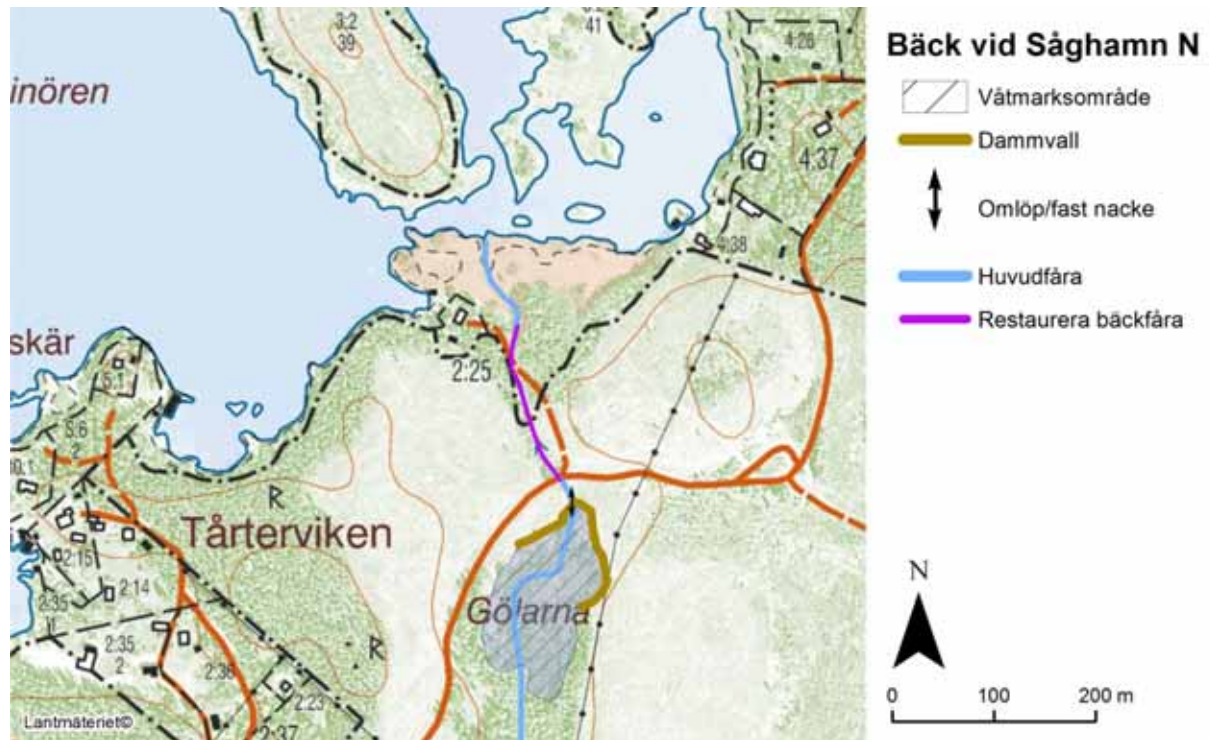 3:2
39
41
4:26
inören
4:37
4:38
skär
5:1
2:25
5:6
2
Tårterviken
2:15
2:14
2:35
Gölarna
R
R
2:35
2
2:36
2:23
2:37
Lantmäteriet©
Bäck vid Såghamn N
Våtmarksområde
Dammvall
Omlöp/fast nacke
Huvudfåra
Restaurera bäckfåra
N
0 100 200 m